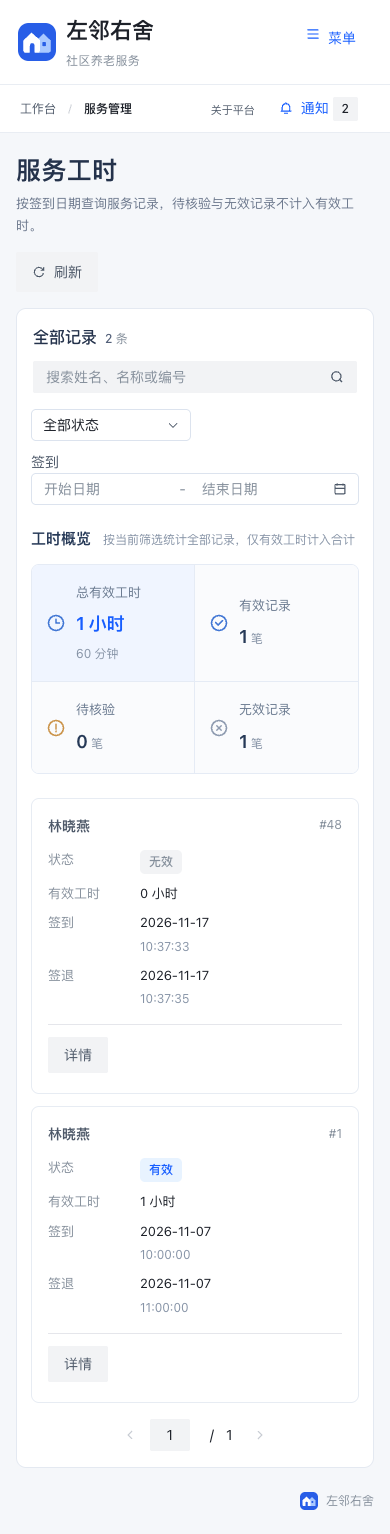 左邻右舍
社区养老服务
菜单
工作台 / 服务管理 关于平台 通知 2
服务工时
按签到日期查询服务记录，待核验与无效记录不计入有效工
时。
刷新
全部记录 2 条
搜索姓名、名称或编号
全部状态
签到
开始日期 - 结束日期
工时概览 按当前筛选统计全部记录，仅有效工时计入合计
总有效工时
1 小时
60 分钟
有效记录
1 笔
待核验
0 笔
无效记录
1 笔
林晓燕 #48
状态 无效
有效工时 0 小时
签到 2026-11-17
10:37:33
签退 2026-11-17
10:37:35
详情
林晓燕 #1
状态 有效
有效工时 1 小时
签到 2026-11-07
10:00:00
签退 2026-11-07
11:00:00
详情
1 / 1
左邻右舍